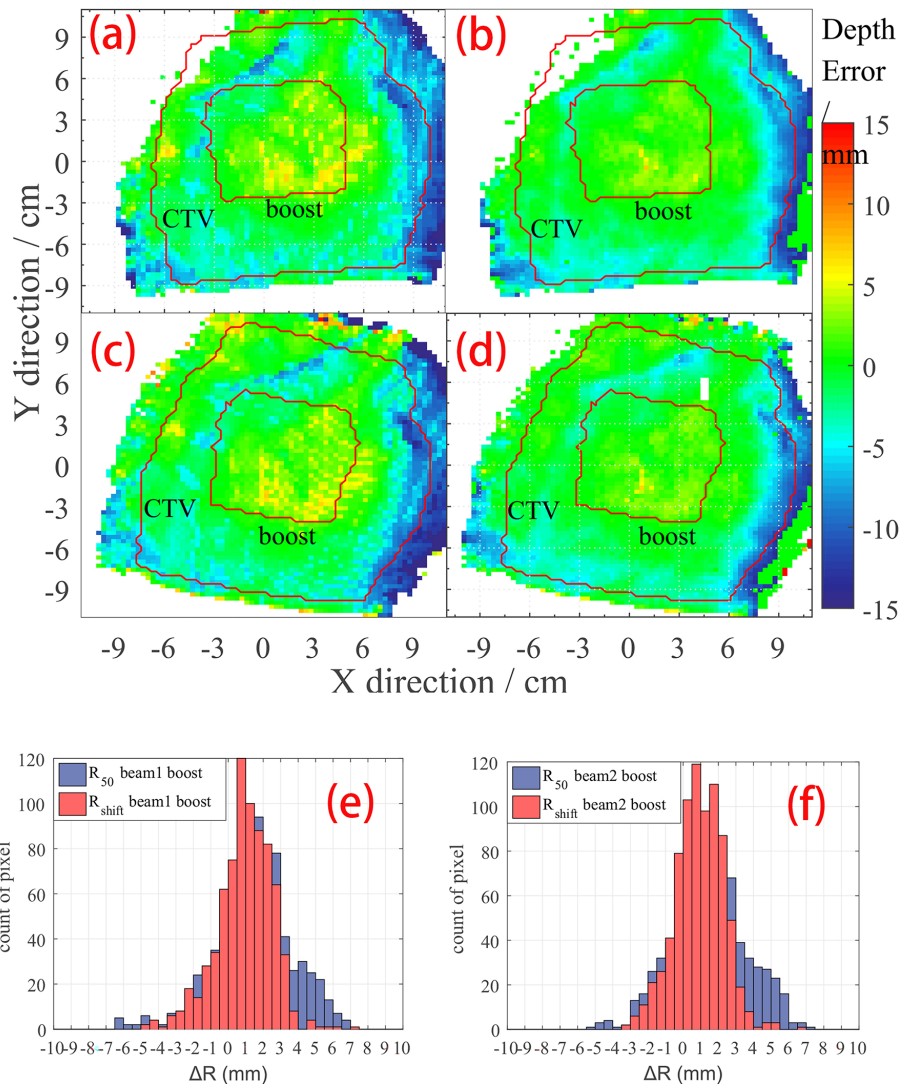 (a)
(b)
Depth
Error
15
mm
10
5
0
-5
-10
-15
9
6
3
0
-3
-6
-9
CTV
boost
CTV
boost
(c)
(d)
9
6
3
0
-3
-6
-9
CTV
boost
CTV
boost
Y direction / cm
-9 -6 -3 0 3 6 9
-9 -6 -3 0 3 6 9
X direction / cm
120
100
80
60
40
20
0
count of pixel
R50 beam1 boost
Rshift beam1 boost
(e)
-10 -9 -8 -7 -6 -5 -4 -3 -2 -1 0 1 2 3 4 5 6 7 8 9 10
ΔR (mm)
120
100
80
60
40
20
0
count of pixel
R50 beam2 boost
Rshift beam2 boost
(f)
-10 -9 -8 -7 -6 -5 -4 -3 -2 -1 0 1 2 3 4 5 6 7 8 9 10
ΔR (mm)